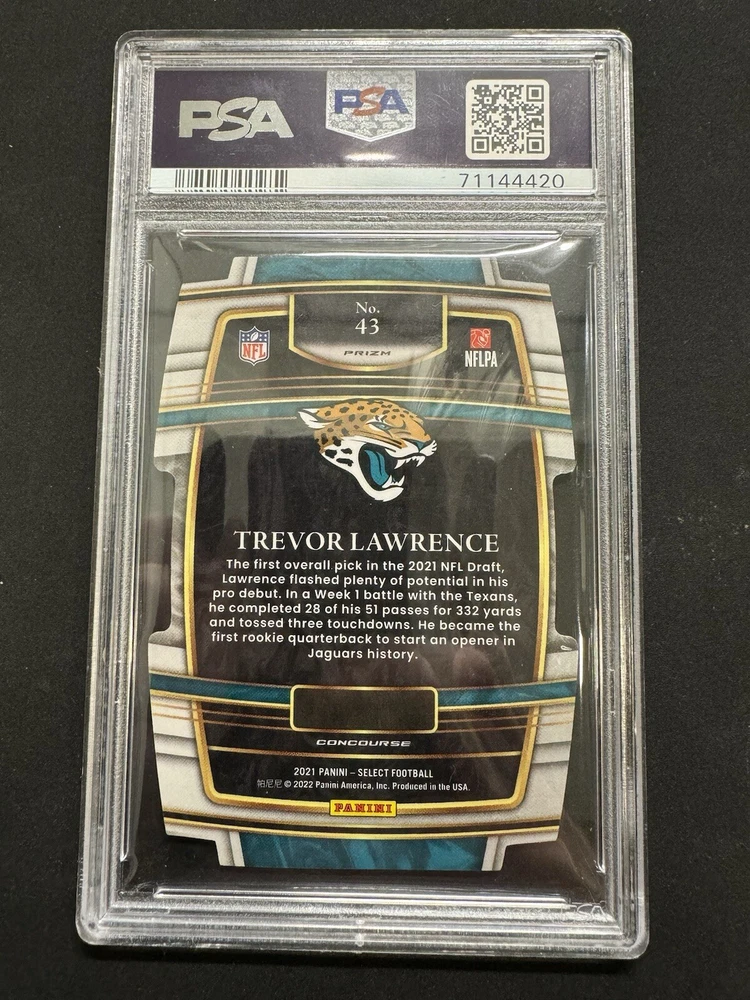 PSA
PSA
71144420
No.
43
NFL
PRIZM
NFLPA
TREVOR LAWRENCE
The first overall pick in the 2021 NFL Draft,
Lawrence flashed plenty of potential in his
pro debut. In a Week 1 battle with the Texans,
he completed 28 of his 51 passes for 332 yards
and tossed three touchdowns. He became the
first rookie quarterback to start an opener in
Jaguars history.
CONCOURSE
2021 PANINI – SELECT FOOTBALL
帕尼尼 © 2022 Panini America, Inc. Produced in the USA.
PANINI
PSA